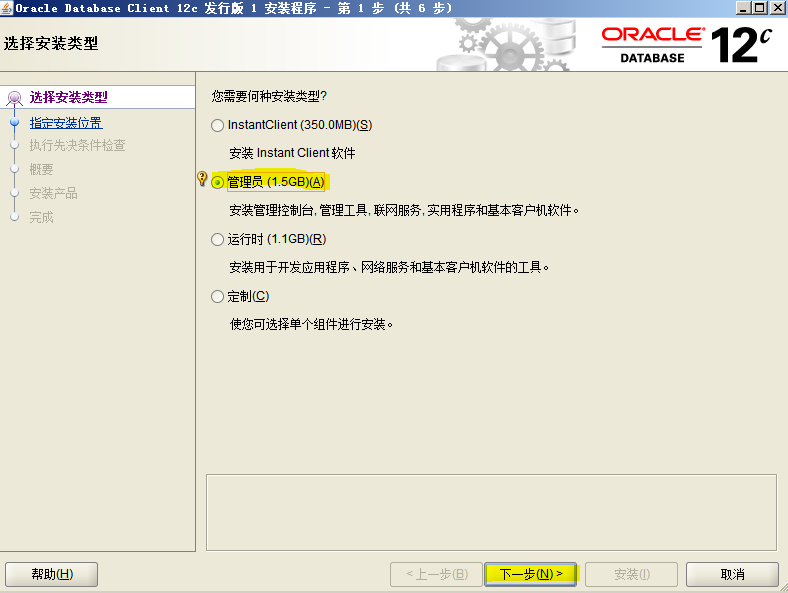 Oracle Database Client 12c 发行版 1 安装程序 - 第 1 步 (共 6 步)
选择安装类型
ORACLE
DATABASE
12c
选择安装类型
指定安装位置
执行先决条件检查
概要
安装产品
完成
您需要何种安装类型?
InstantClient (350.0MB)(S)
安装 Instant Client 软件
管理员 (1.5GB)(A)
安装管理控制台, 管理工具, 联网服务, 实用程序和基本客户机软件。
运行时 (1.1GB)(R)
安装用于开发应用程序、网络服务和基本客户机软件的工具。
定制(C)
使您可选择单个组件进行安装。
帮助(H)
< 上一步(B)
下一步(N) >
安装(I)
取消